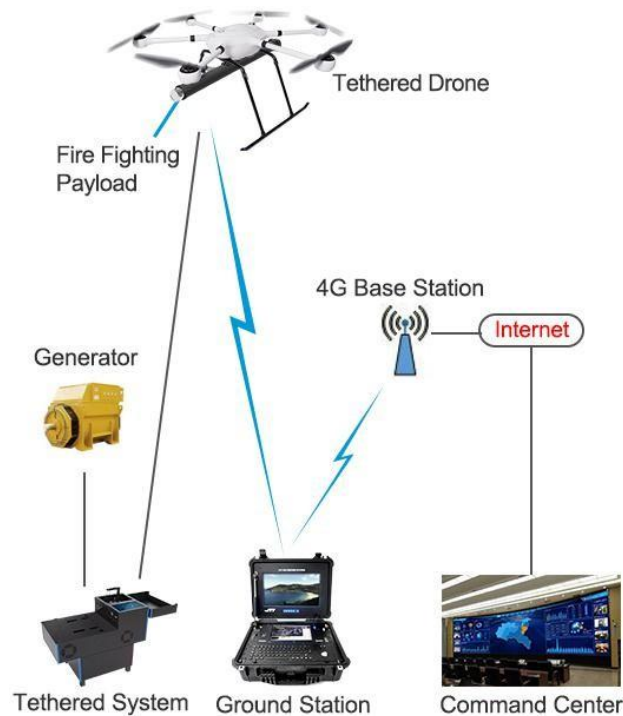 Tethered Drone
Fire Fighting
Payload
4G Base Station
Internet
Generator
Tethered System
Ground Station
Command Center